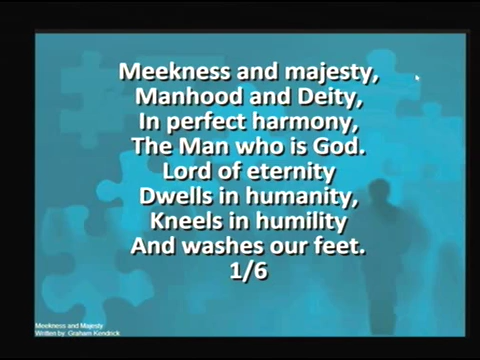 Meekness and majesty,
Manhood and Deity,
In perfect harmony,
The Man who is God.
Lord of eternity
Dwells in humanity,
Kneels in humility
And washes our feet.
1/6
Meekness and Majesty
Written by Graham Kendrick